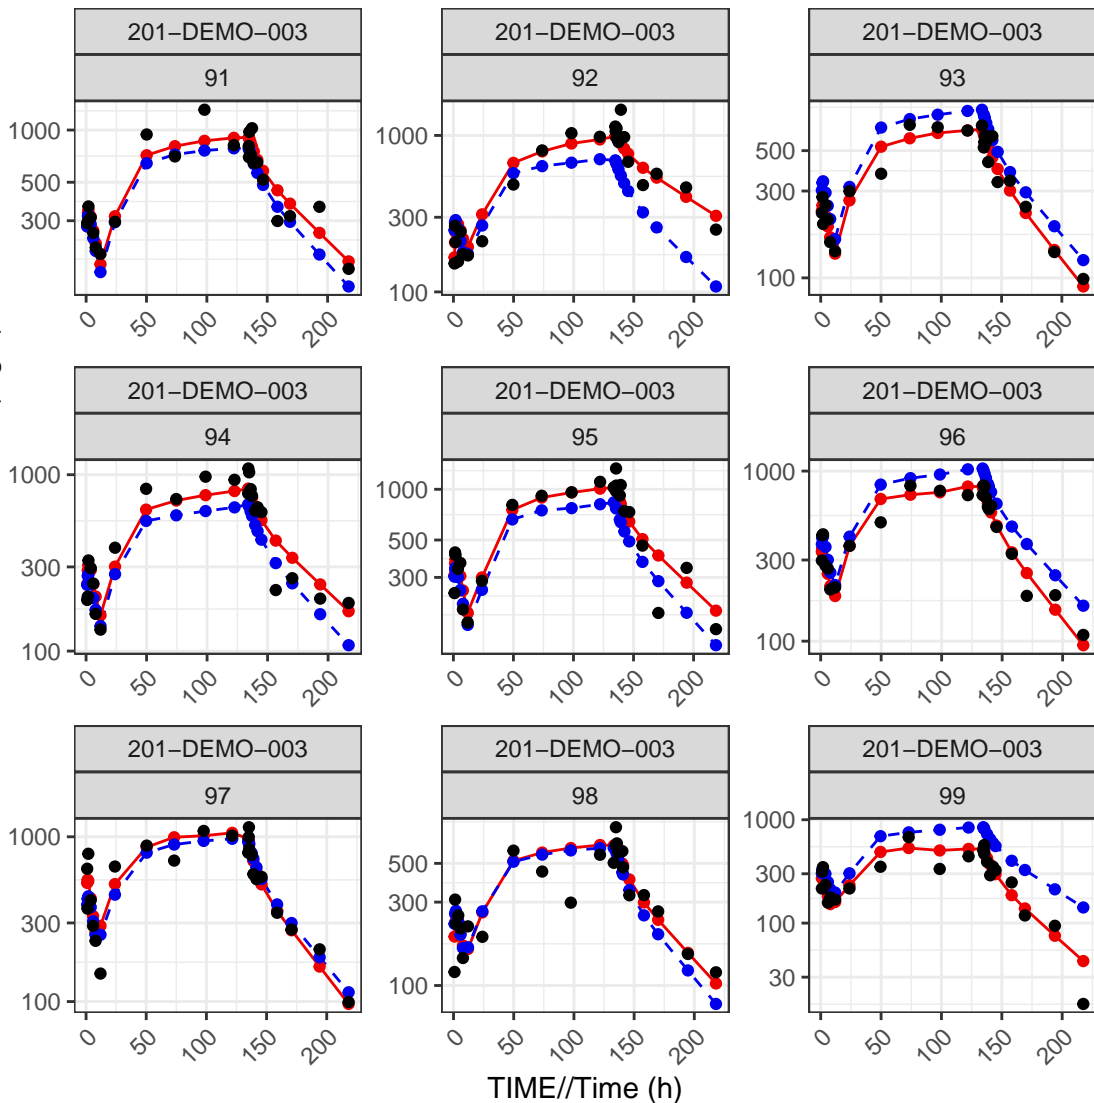 201−DEMO−003 201−DEMO−003 201−DEMO−003
91 92 93
1000 1000 500
500 300 300
300 100 100
0 50 100 150 200 0 50 100 150 200 0 50 100 150 200
201−DEMO−003 201−DEMO−003 201−DEMO−003
94 95 96
1000 1000 1000
300 500 300
100 300 100
0 50 100 150 200 0 50 100 150 200 0 50 100 150 200
201−DEMO−003 201−DEMO−003 201−DEMO−003
97 98 99
1000 500 1000
300 300 300
100 100 100
30
0 50 100 150 200 0 50 100 150 200 0 50 100 150 200
TIME//Time (h)